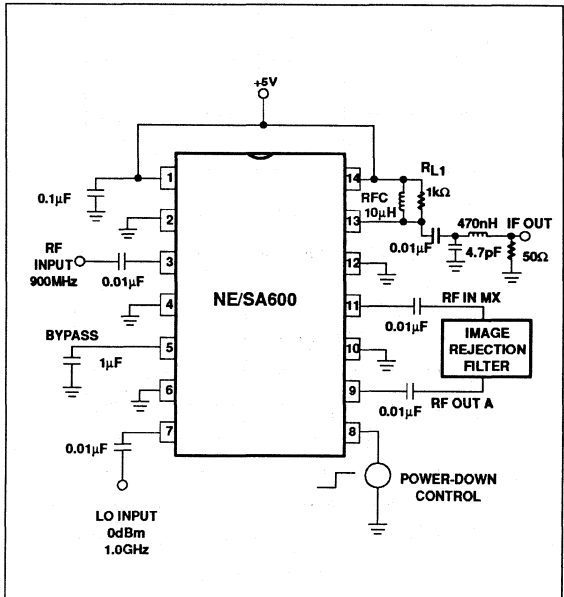 +5V
0.1μF
RF
INPUT
900MHz
0.01μF
BYPASS
1μF
0.01μF
LO INPUT
0dBm
1.0GHz
1
2
3
4
5
6
7
NE/SA600
14
13
12
11
10
9
8
RFC
10μH
RL1
1kΩ
0.01μF
470nH
4.7pF
IF OUT
50Ω
RF IN MX
0.01μF
IMAGE
REJECTION
FILTER
0.01μF
RF OUT A
POWER-DOWN
CONTROL